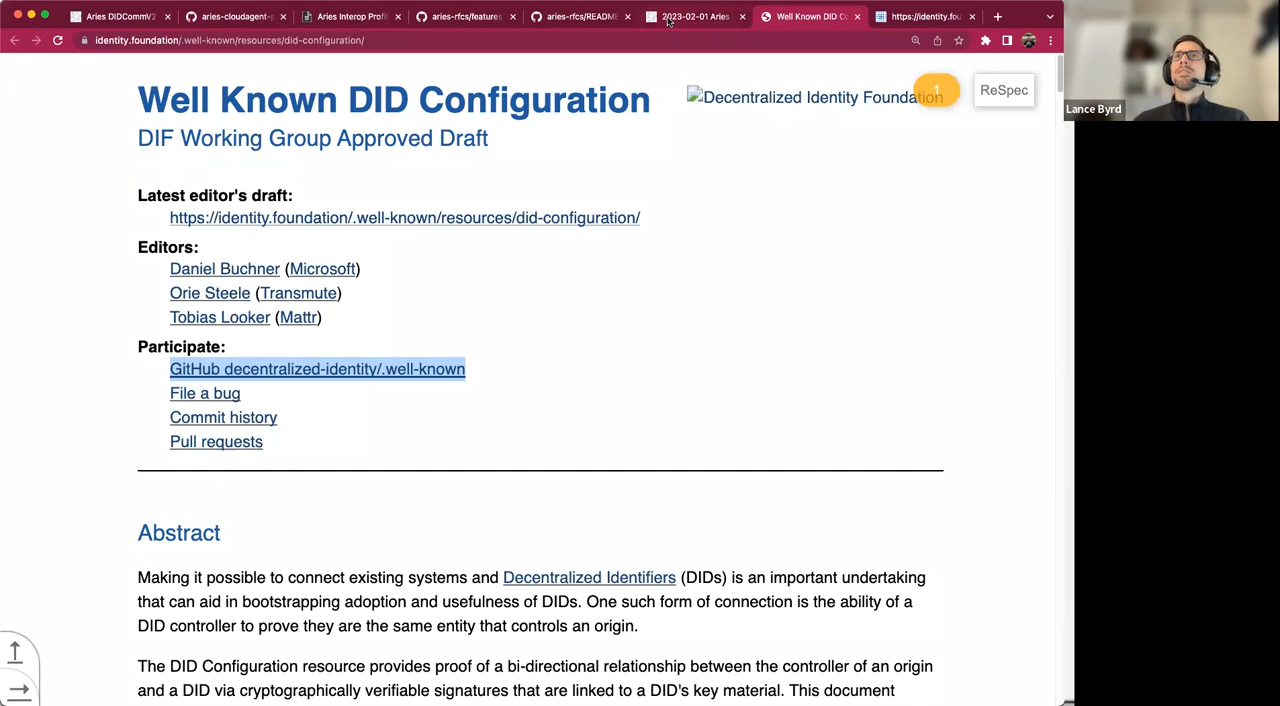 Aries DIDCommV2
aries-cloudagent-p
Aries Interop Profi
aries-rfcs/features
aries-rfcs/README
2023-02-01 Aries
Well Known DID Co
https://identity.fou
identity.foundation/.well-known/resources/did-configuration/
Well Known DID Configuration
Decentralized Identity Foundation
1
ReSpec
Lance Byrd
DIF Working Group Approved Draft
Latest editor's draft:
https://identity.foundation/.well-known/resources/did-configuration/
Editors:
Daniel Buchner (Microsoft)
Orie Steele (Transmute)
Tobias Looker (Mattr)
Participate:
GitHub decentralized-identity/.well-known
File a bug
Commit history
Pull requests
Abstract
Making it possible to connect existing systems and Decentralized Identifiers (DIDs) is an important undertaking
that can aid in bootstrapping adoption and usefulness of DIDs. One such form of connection is the ability of a
DID controller to prove they are the same entity that controls an origin.
The DID Configuration resource provides proof of a bi-directional relationship between the controller of an origin
and a DID via cryptographically verifiable signatures that are linked to a DID's key material. This document